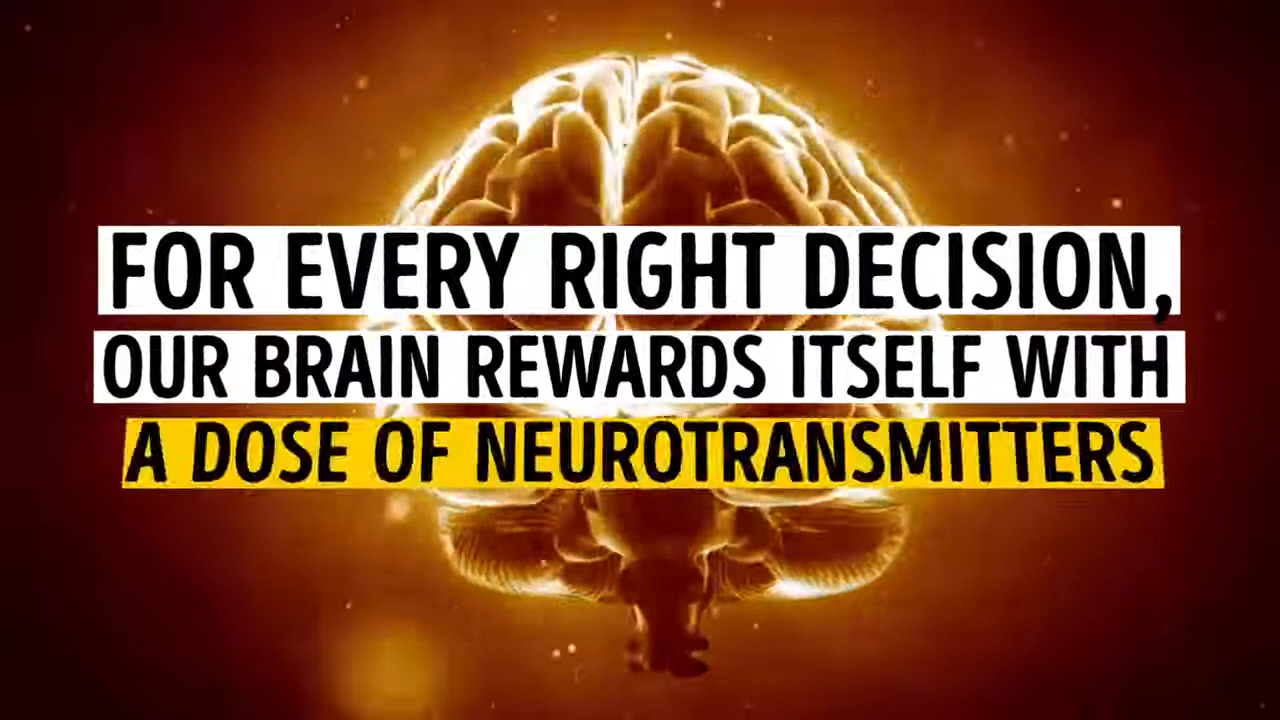 FOR EVERY RIGHT DECISION,
OUR BRAIN REWARDS ITSELF WITH
A DOSE OF NEUROTRANSMITTERS